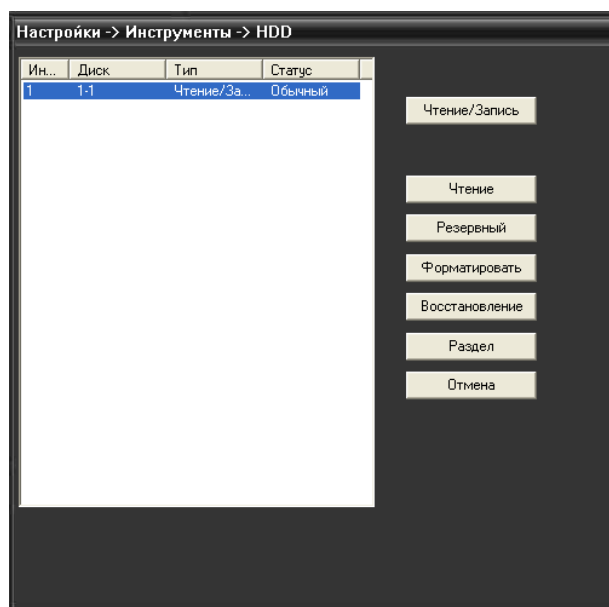 Настройки -> Инструменты -> HDD
Ин... Диск Тип Статус
1 1-1 Чтение/За... Обычный
Чтение/Запись
Чтение
Резервный
Форматировать
Восстановление
Раздел
Отмена